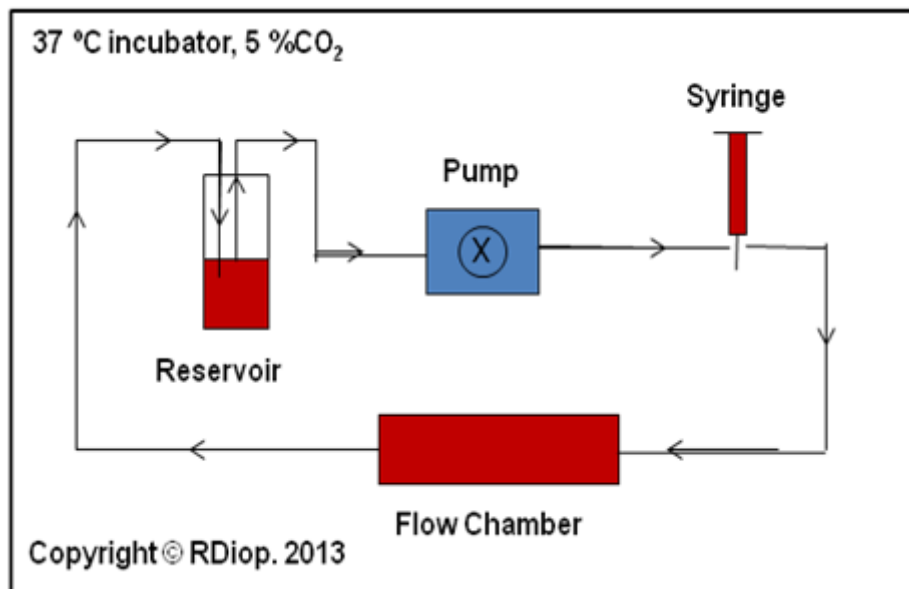 37 °C incubator, 5 %CO₂
Syringe
Pump
X
Reservoir
Flow Chamber
Copyright © RDiop. 2013